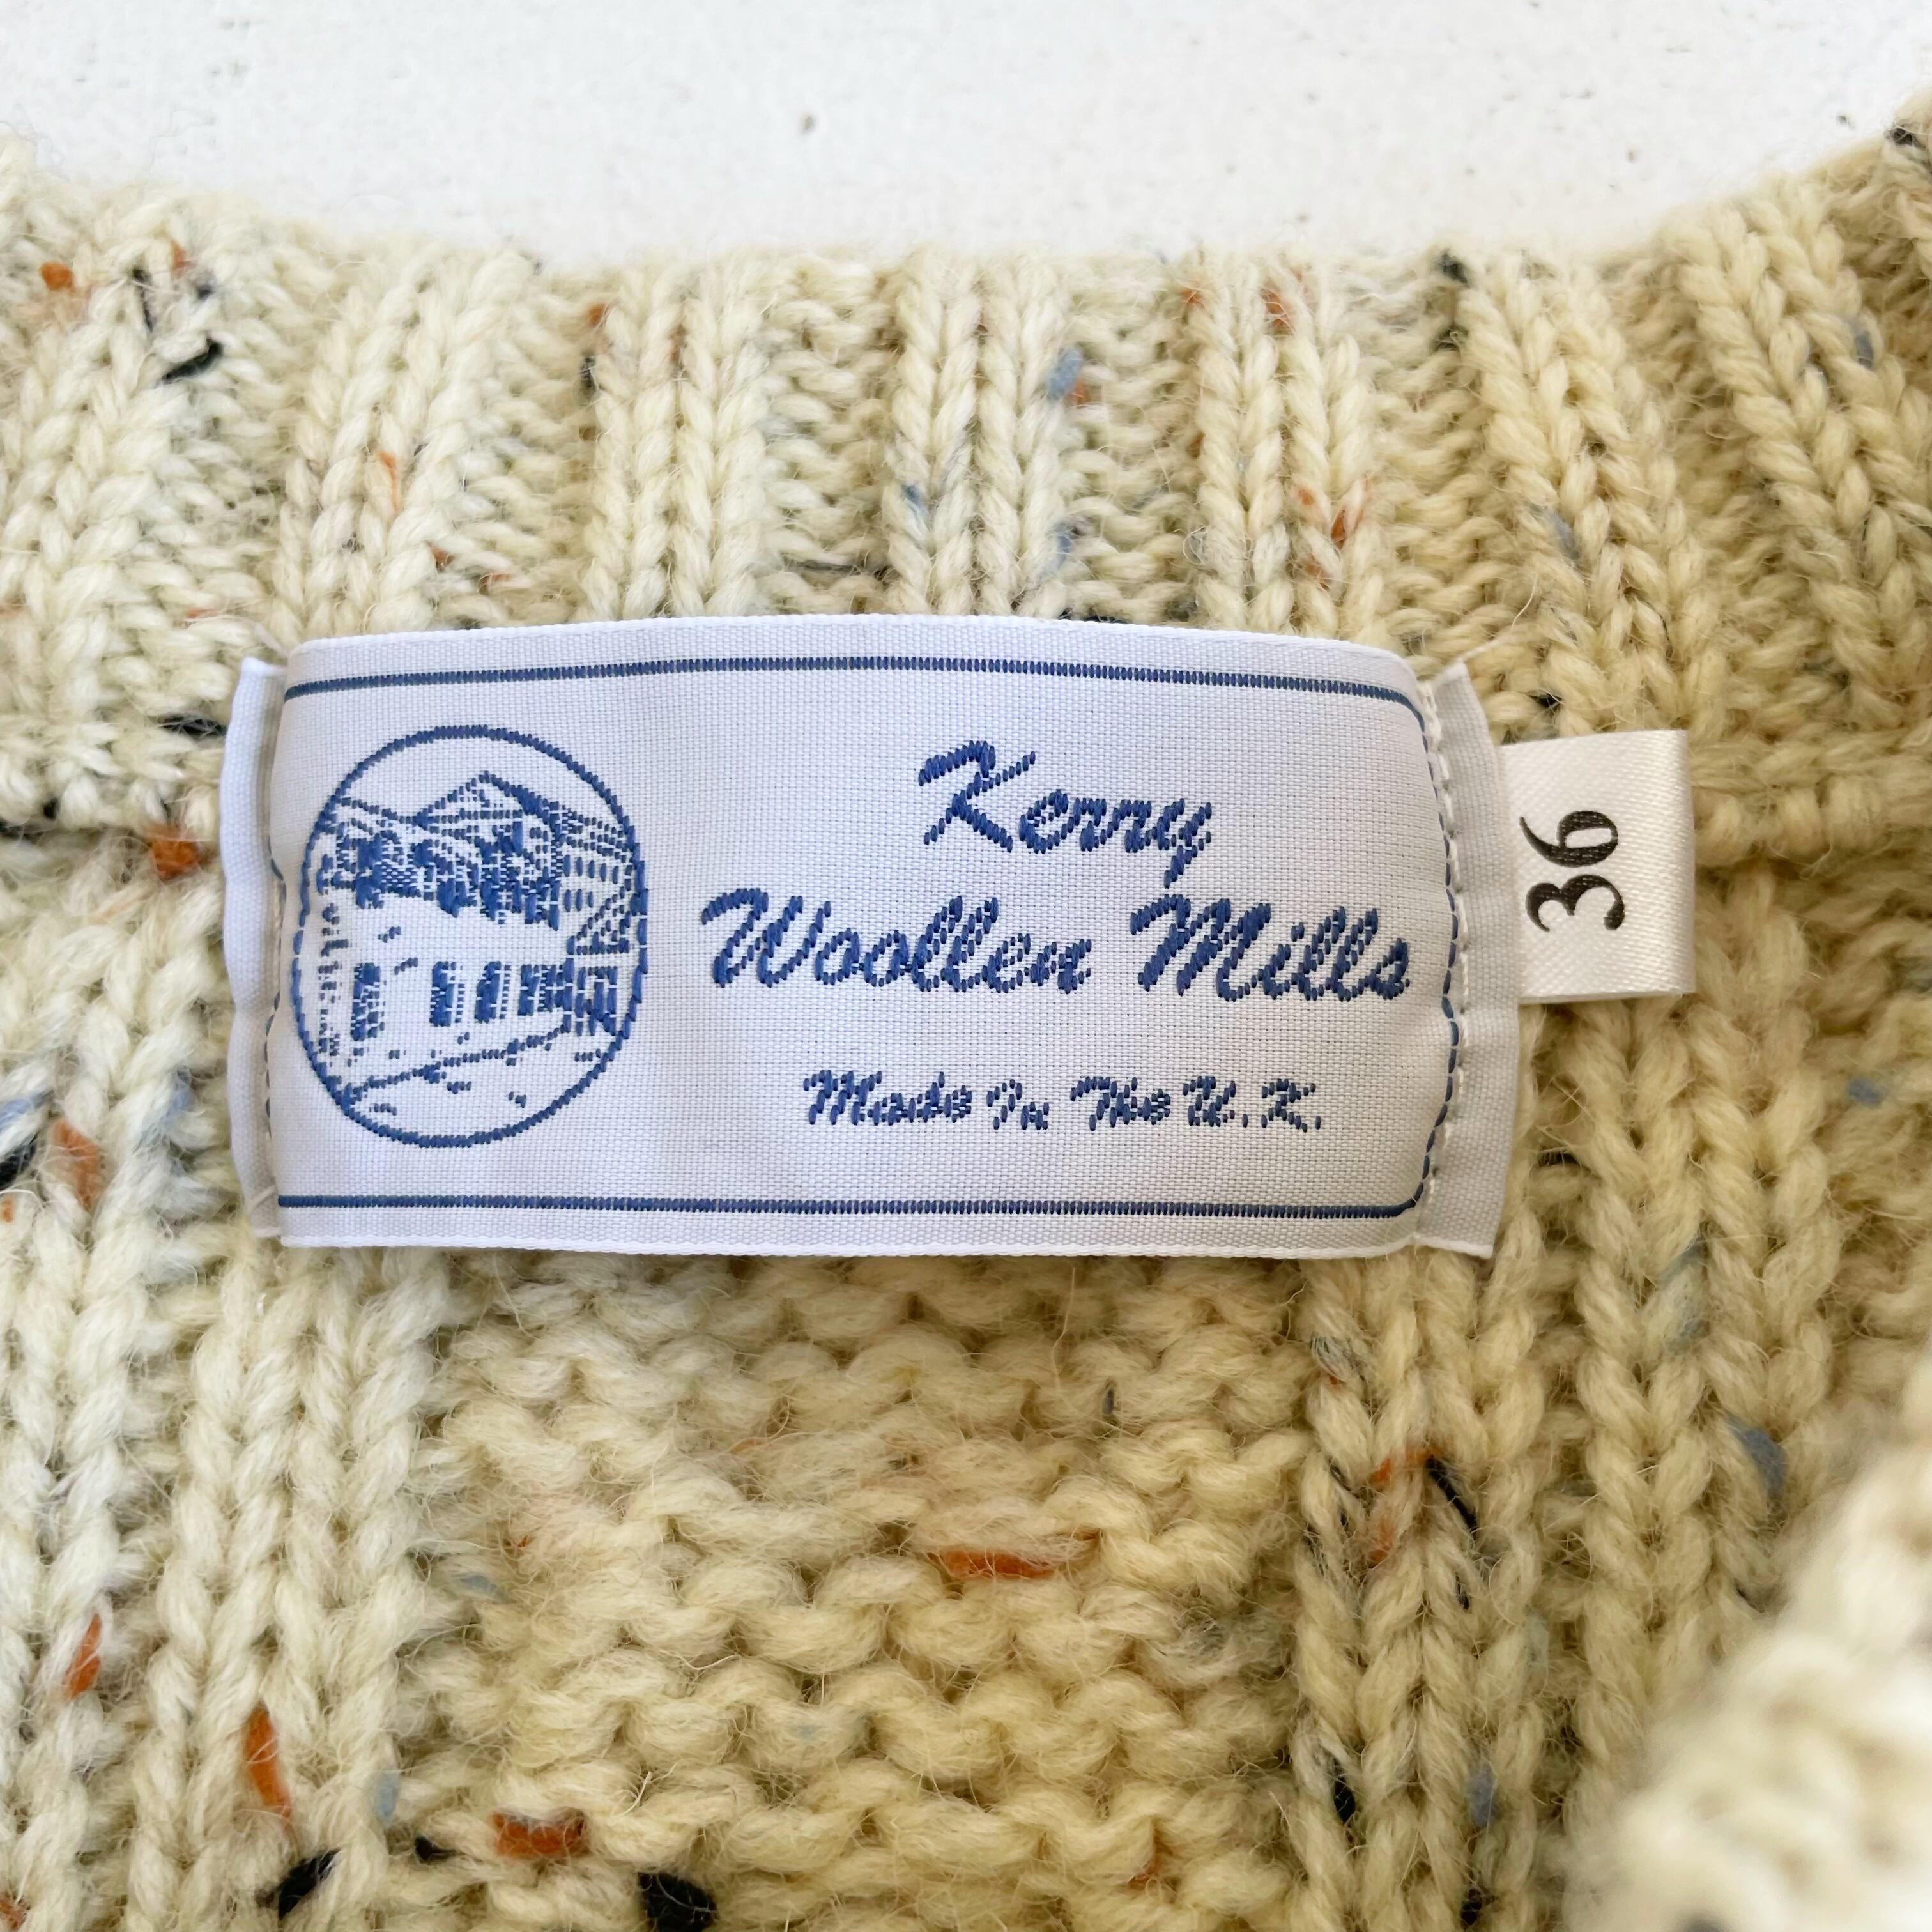 Kerry
Woollen Mills
Made In The U.K.
36